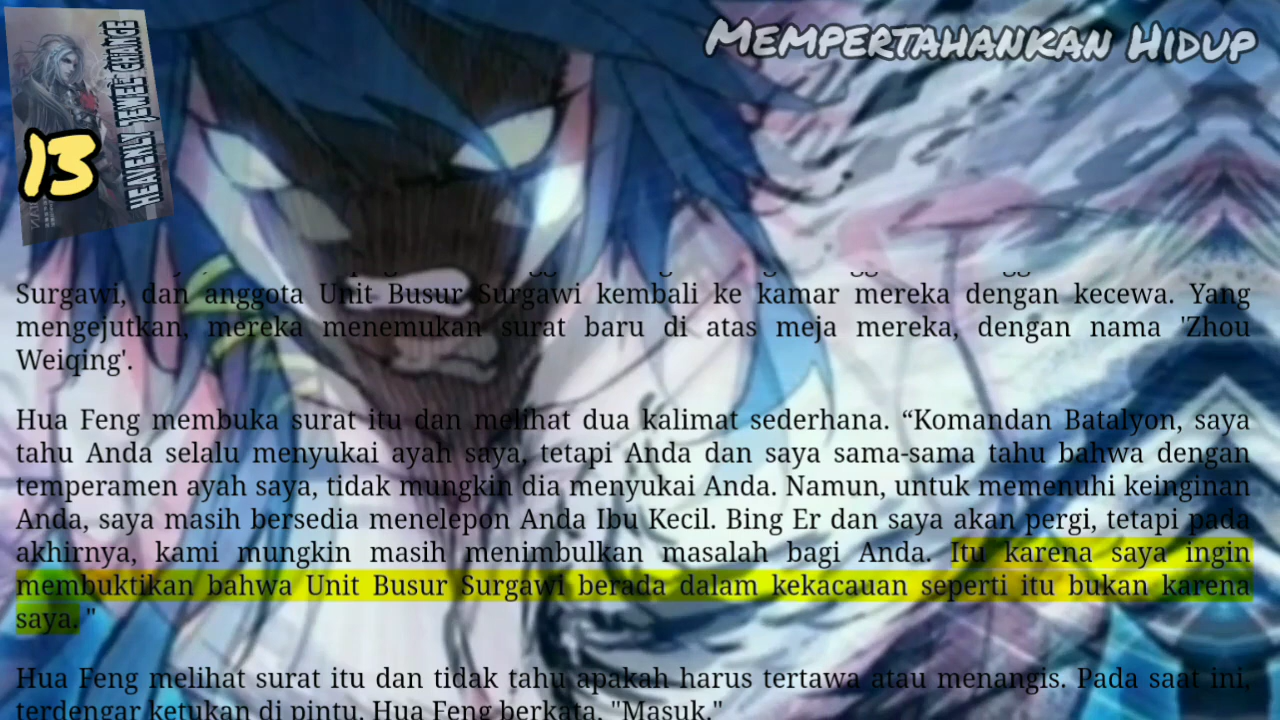 Mempertahankan Hidup
HEAVENLY JEWEL CHANGE
13
Surgawi, dan anggota Unit Busur Surgawi kembali ke kamar mereka dengan kecewa. Yang
mengejutkan, mereka menemukan surat baru di atas meja mereka, dengan nama 'Zhou
Weiqing'.
Hua Feng membuka surat itu dan melihat dua kalimat sederhana. “Komandan Batalyon, saya
tahu Anda selalu menyukai ayah saya, tetapi Anda dan saya sama-sama tahu bahwa dengan
temperamen ayah saya, tidak mungkin dia menyukai Anda. Namun, untuk memenuhi keinginan
Anda, saya masih bersedia menelepon Anda Ibu Kecil. Bing Er dan saya akan pergi, tetapi pada
akhirnya, kami mungkin masih menimbulkan masalah bagi Anda. Itu karena saya ingin
membuktikan bahwa Unit Busur Surgawi berada dalam kekacauan seperti itu bukan karena
saya. "
Hua Feng melihat surat itu dan tidak tahu apakah harus tertawa atau menangis. Pada saat ini,
terdengar ketukan di pintu. Hua Feng berkata, "Masuk."